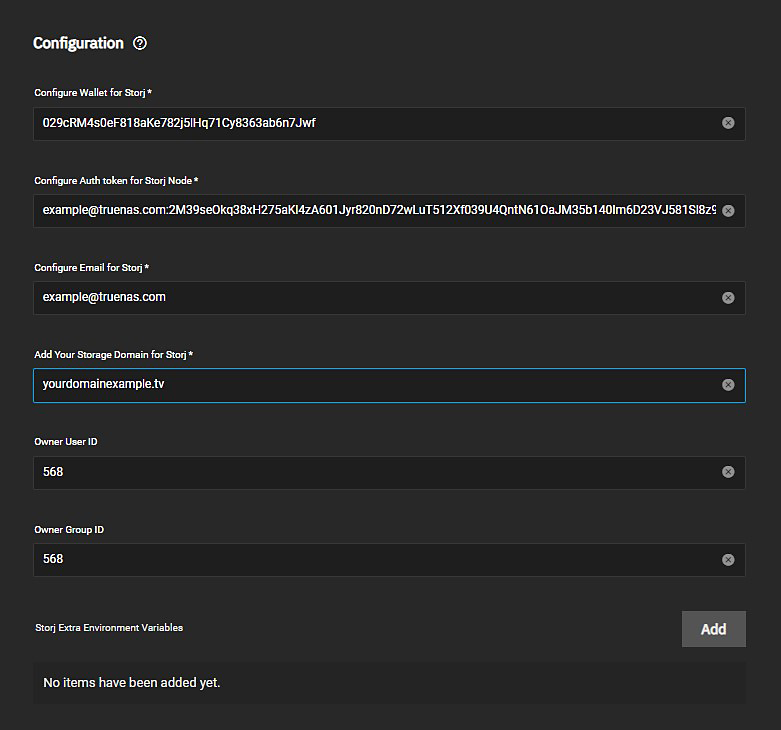 Configuration
Configure Wallet for Storj *
029cRM4s0eF818aKe782j5lHq71Cy8363ab6n7Jwf
Configure Auth token for Storj Node *
example@truenas.com:2M39seOkq38xH275aKl4zA601Jyr820nD72wLuT512Xf039U4QntN61OaJM35b140lm6D23VJ581Sl8z9
Configure Email for Storj *
example@truenas.com
Add Your Storage Domain for Storj *
yourdomainexample.tv
Owner User ID
568
Owner Group ID
568
Storj Extra Environment Variables
Add
No items have been added yet.